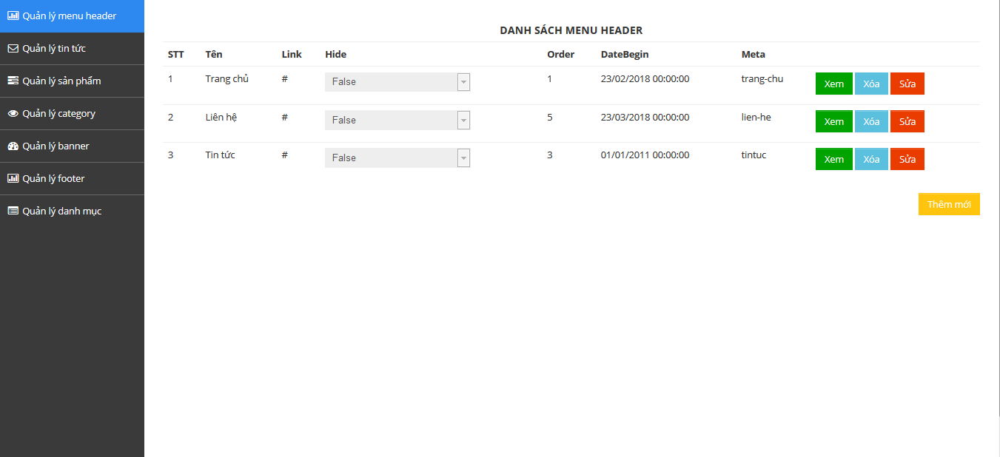 Quản lý menu header
Quản lý tin tức
Quản lý sản phẩm
Quản lý category
Quản lý banner
Quản lý footer
Quản lý danh mục
DANH SÁCH MENU HEADER
STT Tên Link Hide Order DateBegin Meta
1 Trang chủ # False 1 23/02/2018 00:00:00 trang-chu Xem Xóa Sửa
2 Liên hệ # False 5 23/03/2018 00:00:00 lien-he Xem Xóa Sửa
3 Tin tức # False 3 01/01/2011 00:00:00 tintuc Xem Xóa Sửa
Thêm mới